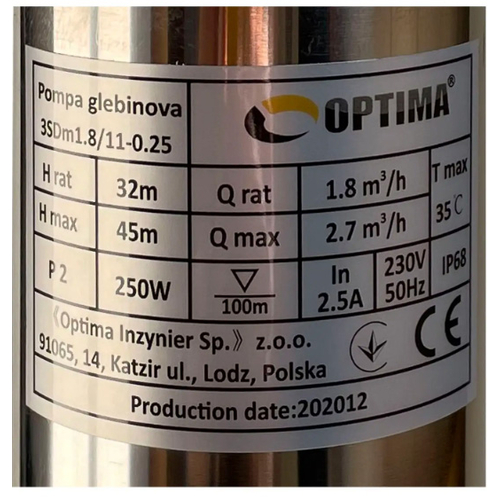 Pompa glebinova
3SDm1.8/11-0.25
OPTIMA®
H rat 32m Q rat 1.8 m³/h T max
H max 45m Q max 2.7 m³/h 35℃
P 2 250W ▽ 100m In 2.5A 230V 50Hz IP68
《Optima Inzynier Sp.》 z.o.o.
91065, 14, Katzir ul., Lodz, Polska
CE
Production date:202012